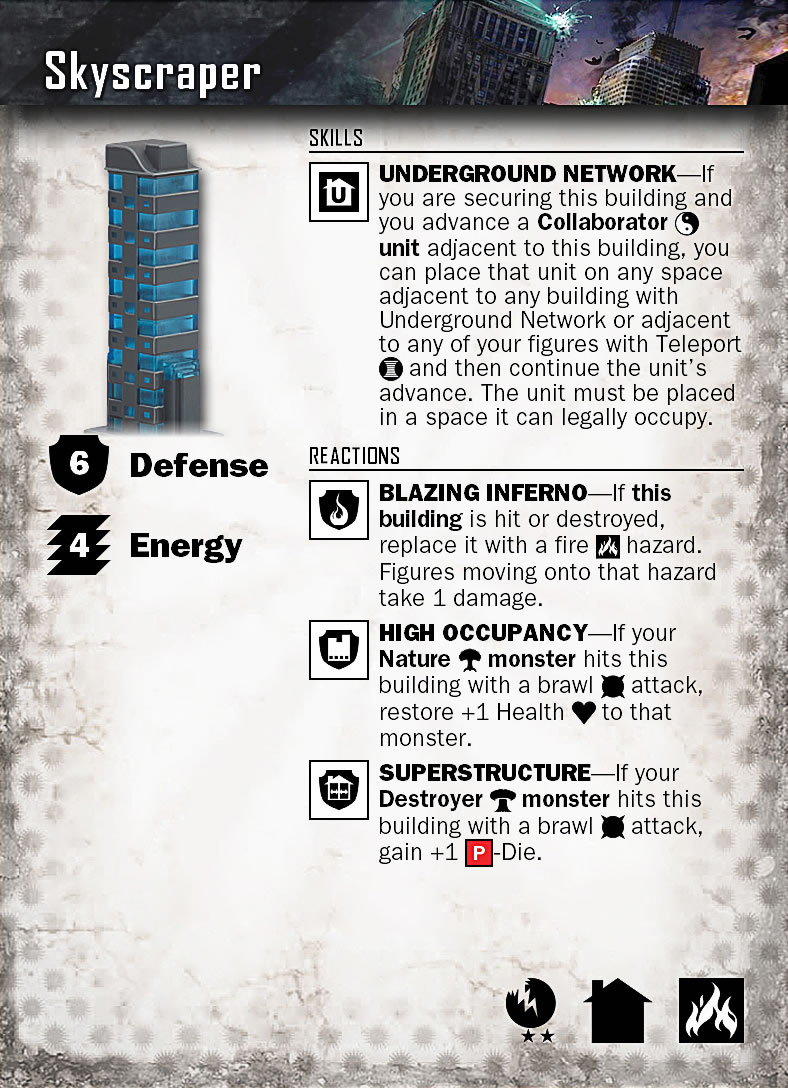 Skyscraper
SKILLS
U
UNDERGROUND NETWORK—If
you are securing this building and
you advance a Collaborator
unit adjacent to this building, you
can place that unit on any space
adjacent to any building with
Underground Network or adjacent
to any of your figures with Teleport
and then continue the unit's
advance. The unit must be placed
in a space it can legally occupy.
6 Defense
4 Energy
REACTIONS
BLAZING INFERNO—If this
building is hit or destroyed,
replace it with a fire hazard.
Figures moving onto that hazard
take 1 damage.
HIGH OCCUPANCY—If your
Nature monster hits this
building with a brawl attack,
restore +1 Health to that
monster.
SUPERSTRUCTURE—If your
Destroyer monster hits this
building with a brawl attack,
gain +1 P-Die.